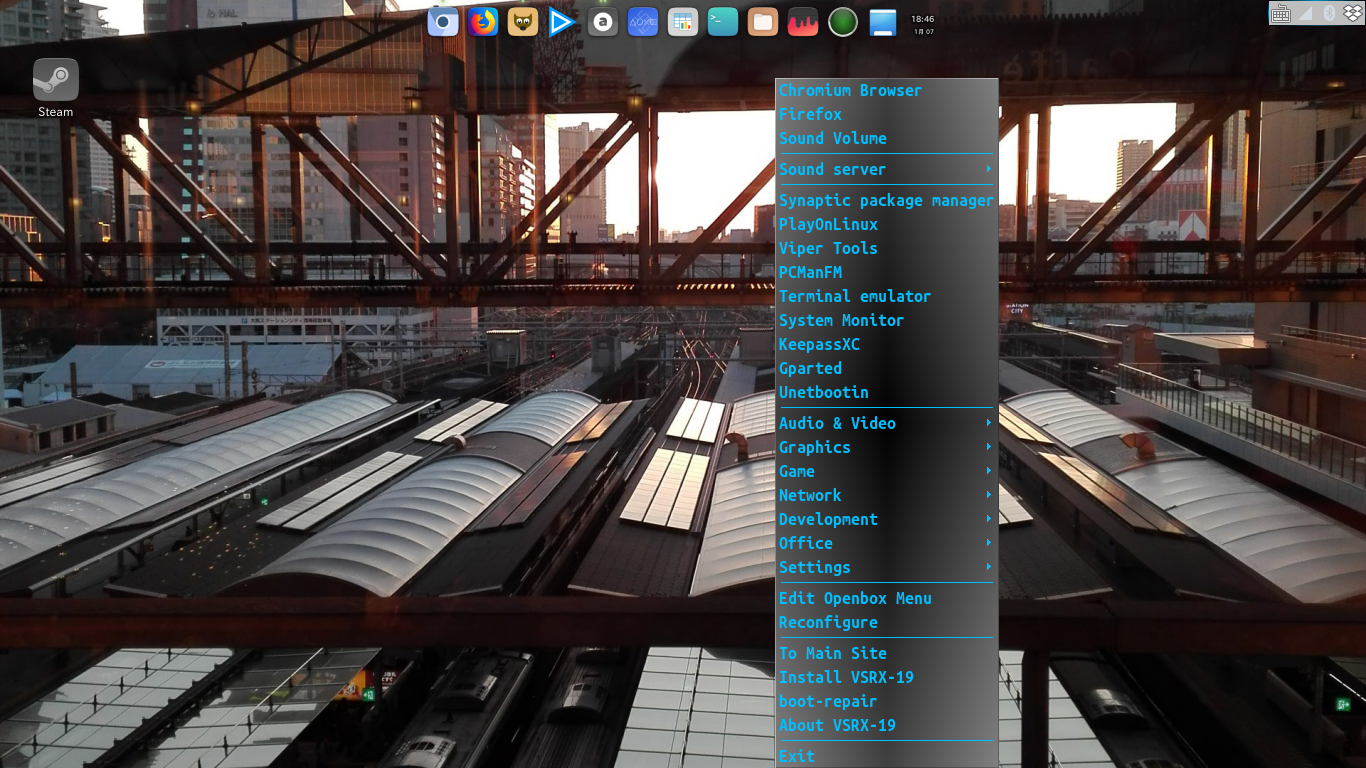 18:46
1月 07
Steam
Chromium Browser
Firefox
Sound Volume
Sound server
Synaptic package manager
PlayOnLinux
Viper Tools
PCManFM
Terminal emulator
System Monitor
KeepassXC
Gparted
Unetbootin
Audio & Video
Graphics
Game
Network
Development
Office
Settings
Edit Openbox Menu
Reconfigure
To Main Site
Install VSRX-19
boot-repair
About VSRX-19
Exit
STATION
CITY